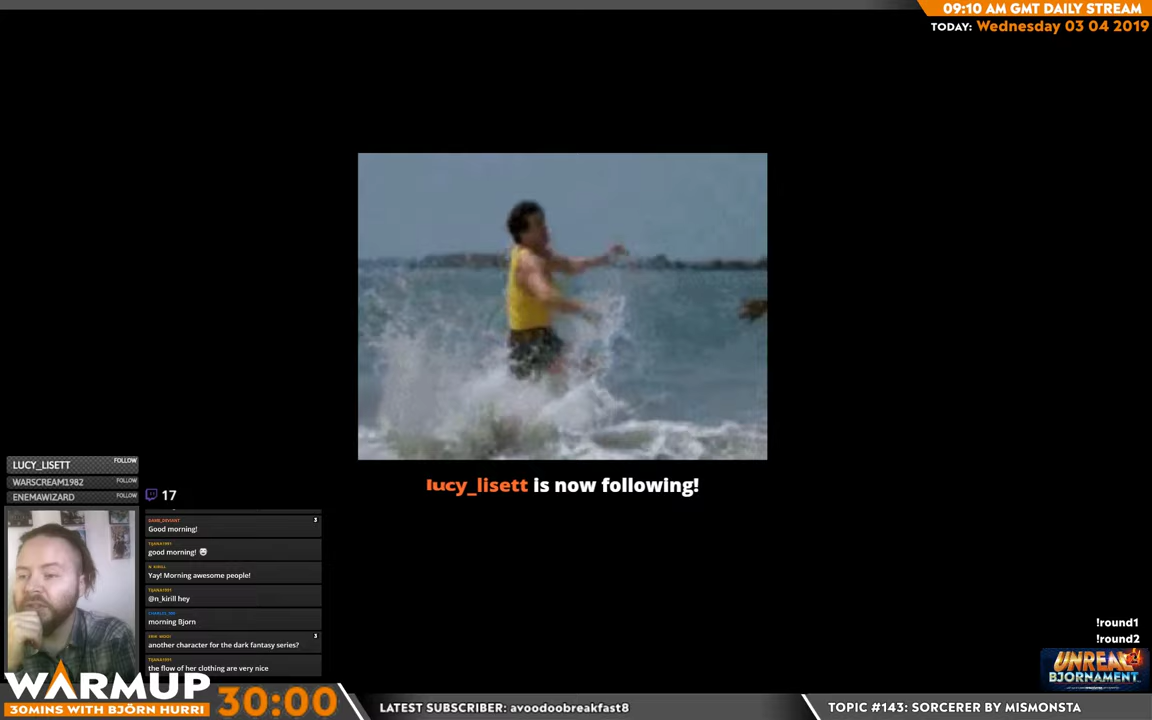 09:10 AM GMT DAILY STREAM
TODAY: Wednesday 03 04 2019
lucy_lisett is now following!
LUCY_LISETT FOLLOW
WARSCREAM1982 FOLLOW
ENEMAWIZARD FOLLOW
17
3
Good morning!
good morning!
N_KIRILL
Yay! Morning awesome people!
@n_kirill hey
morning Bjorn
3
another character for the dark fantasy series?
the flow of her clothing are very nice
!round1
!round2
UNREAL
BJORNAMENT
WARMUP
30MINS WITH BJÖRN HURRI
30:00
LATEST SUBSCRIBER: avoodoobreakfast8
TOPIC #143: SORCERER BY MISMONSTA